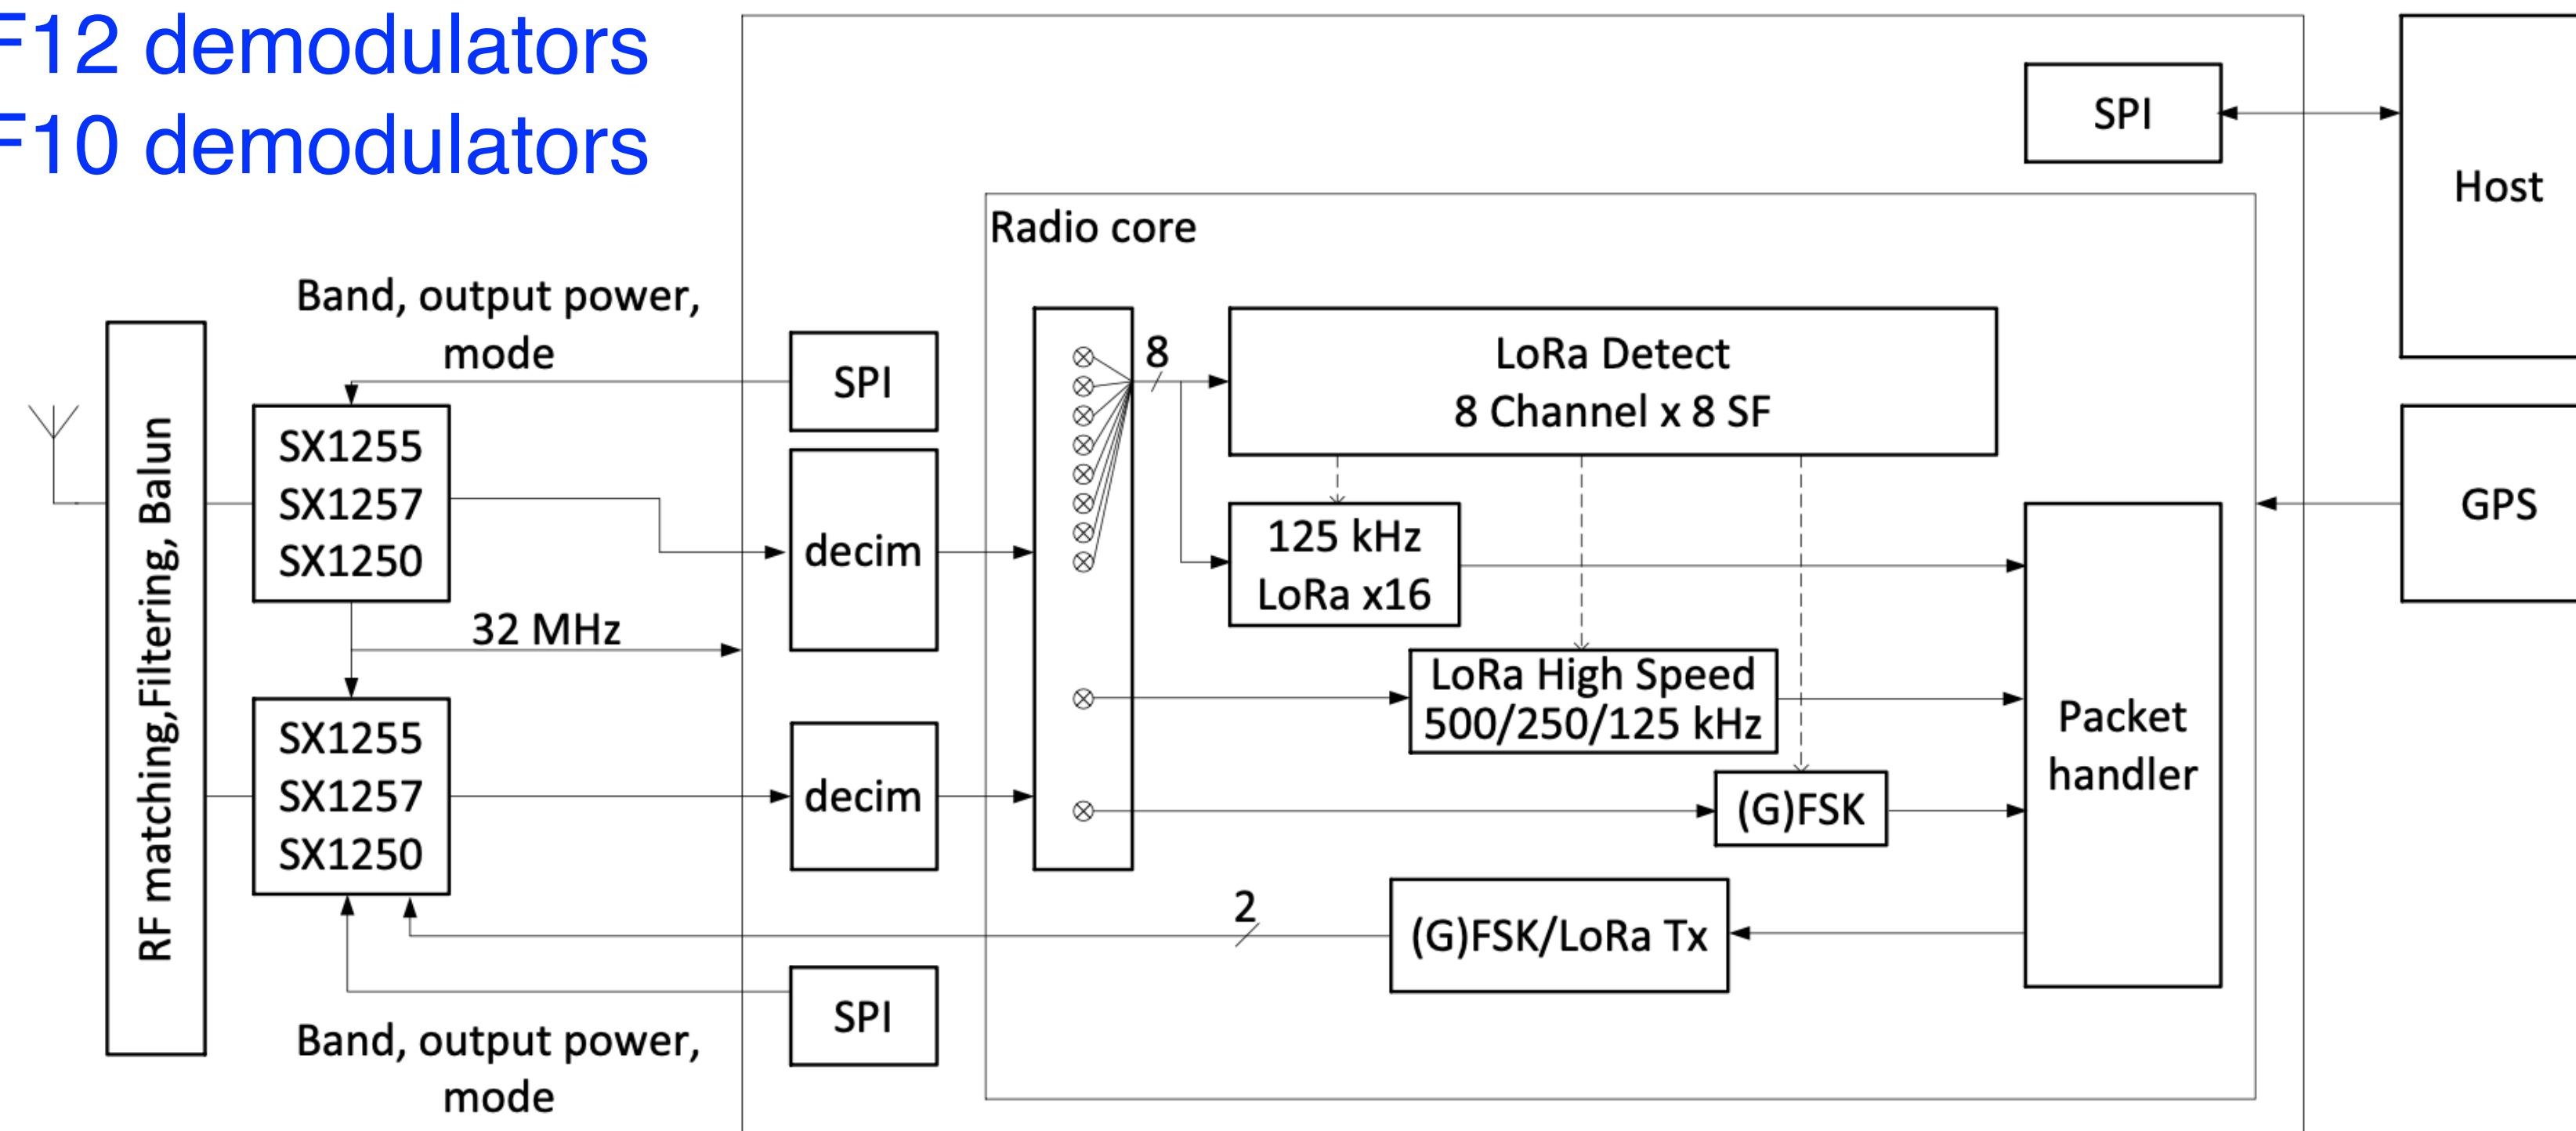 F12 demodulators
F10 demodulators
SPI
Host
Radio core
Band, output power,
mode
SPI
8
LoRa Detect
8 Channel x 8 SF
RF matching,Filtering, Balun
SX1255
SX1257
SX1250
decim
125 kHz
LoRa x16
GPS
32 MHz
LoRa High Speed
500/250/125 kHz
Packet
handler
SX1255
SX1257
SX1250
decim
(G)FSK
2
(G)FSK/LoRa Tx
SPI
Band, output power,
mode